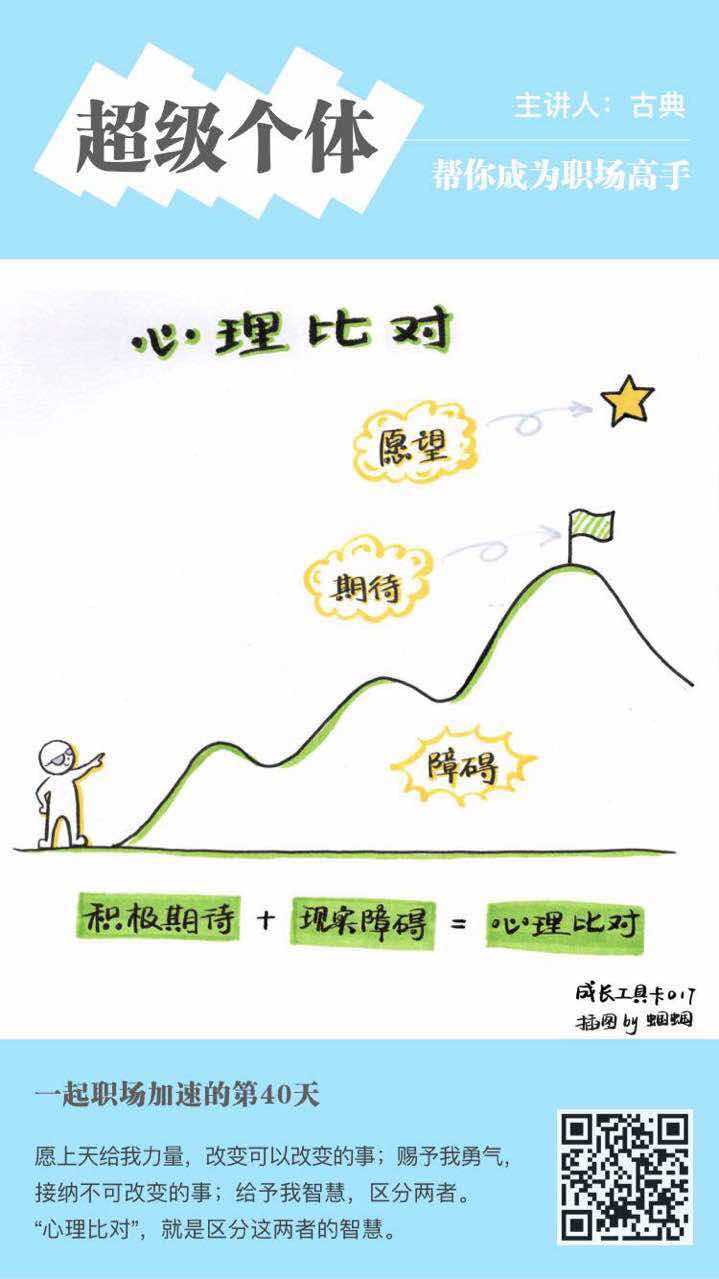 超级个体
主讲人：古典
帮你成为职场高手
心理比对
愿望
期待
障碍
积极期待 + 现实障碍 = 心理比对
成长工具卡017
插图 by 蝈蝈
一起职场加速的第40天
愿上天给我力量，改变可以改变的事；赐予我勇气，
接纳不可改变的事；给予我智慧，区分两者。
“心理比对”，就是区分这两者的智慧。